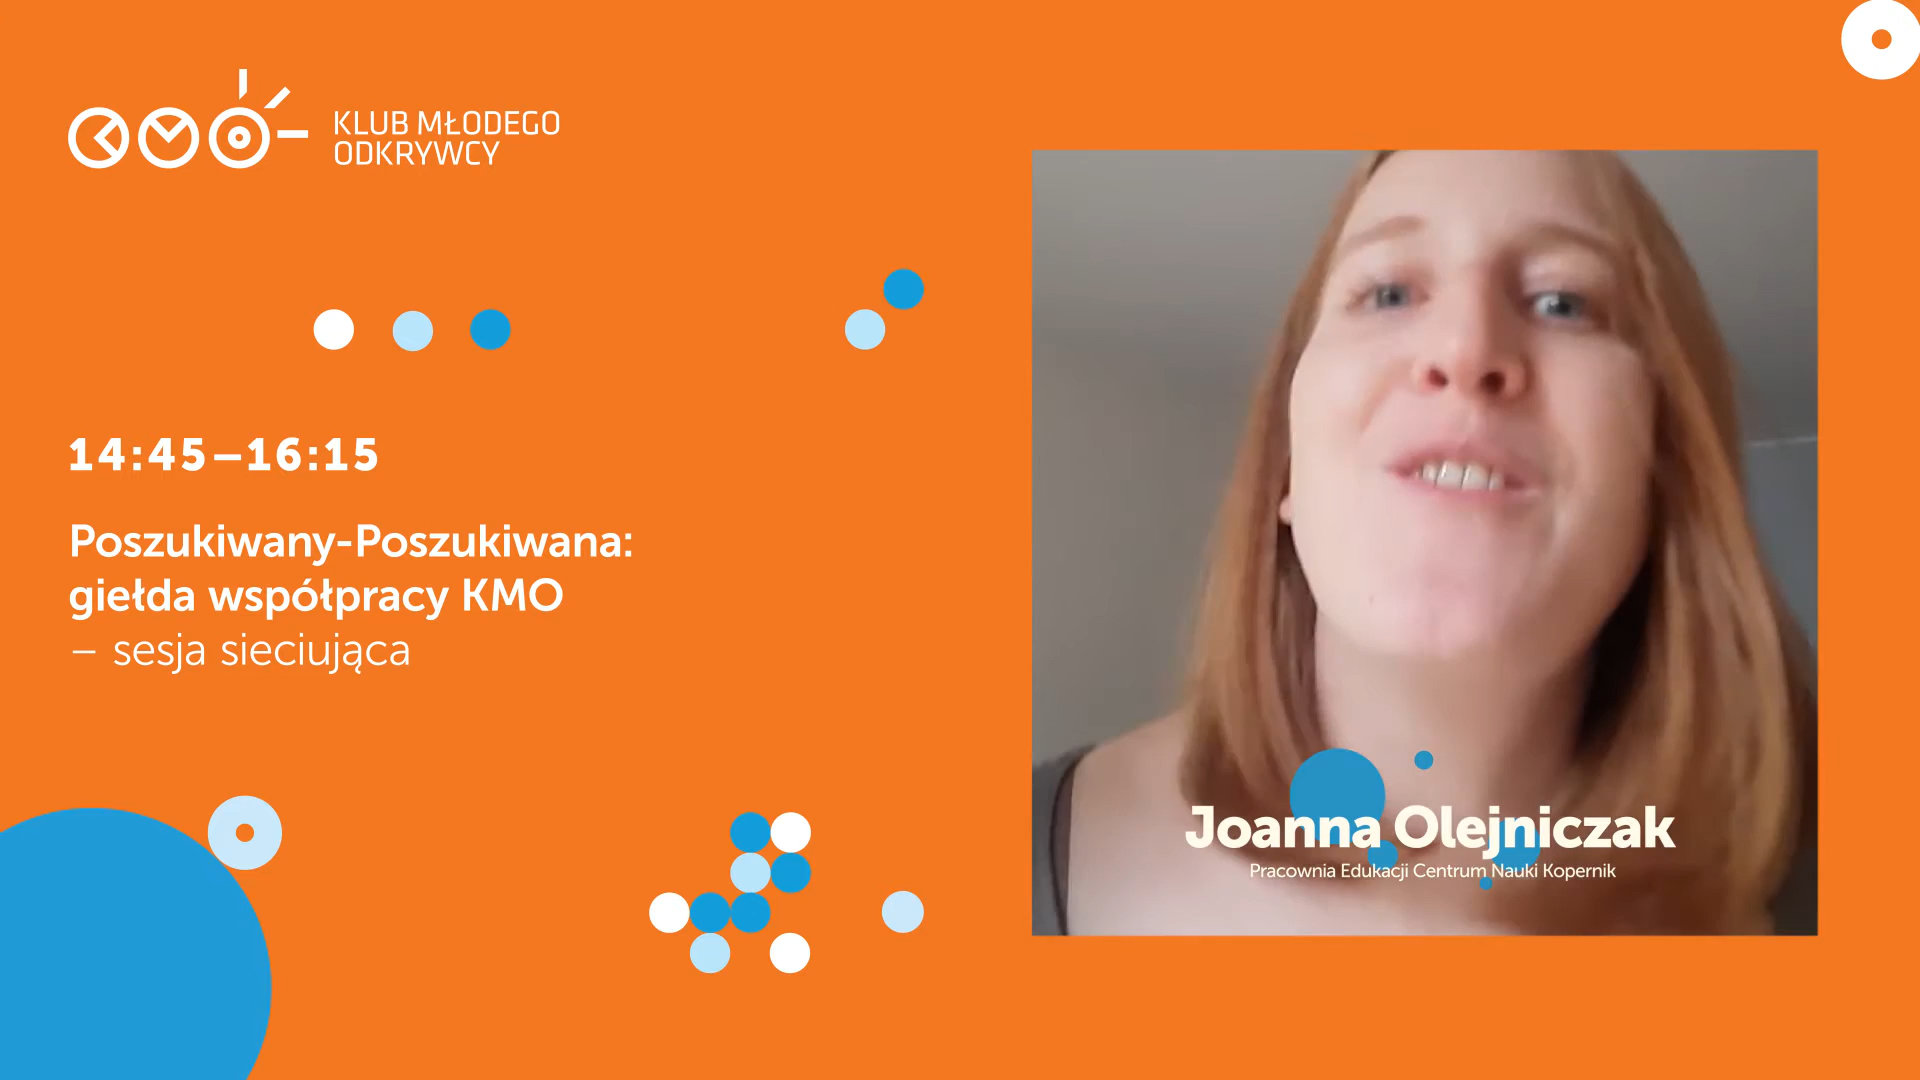 KLUB MŁODEGO
ODKRYWCY
14:45–16:15
Poszukiwany-Poszukiwana:
giełda współpracy KMO
– sesja sieciująca
Joanna Olejniczak
Pracownia Edukacji Centrum Nauki Kopernik